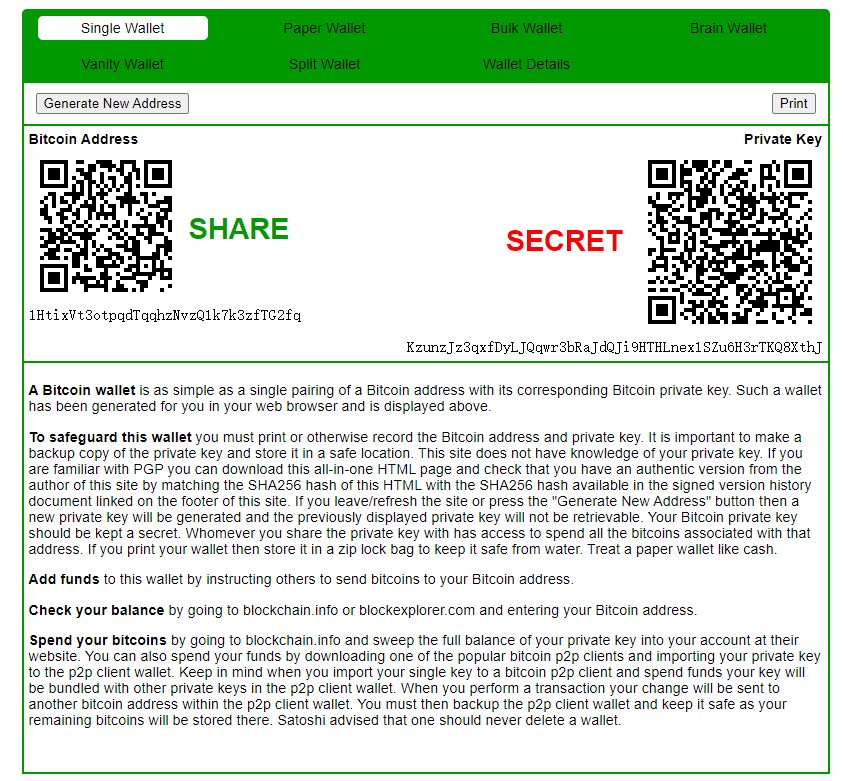 Single Wallet Paper Wallet Bulk Wallet Brain Wallet
Vanity Wallet Split Wallet Wallet Details
Generate New Address Print
Bitcoin Address Private Key
SHARE SECRET
1HtixVt3otpqdTqqhzNvzQ1k7k3zfTG2fq
KzunzJz3qxfDyLJQqwr3bRaJdQJi9HTHLnex1SZu6H3rTKQ8XthJ
A Bitcoin wallet is as simple as a single pairing of a Bitcoin address with its corresponding Bitcoin private key. Such a wallet
has been generated for you in your web browser and is displayed above.
To safeguard this wallet you must print or otherwise record the Bitcoin address and private key. It is important to make a
backup copy of the private key and store it in a safe location. This site does not have knowledge of your private key. If you
are familiar with PGP you can download this all-in-one HTML page and check that you have an authentic version from the
author of this site by matching the SHA256 hash of this HTML with the SHA256 hash available in the signed version history
document linked on the footer of this site. If you leave/refresh the site or press the "Generate New Address" button then a
new private key will be generated and the previously displayed private key will not be retrievable. Your Bitcoin private key
should be kept a secret. Whomever you share the private key with has access to spend all the bitcoins associated with that
address. If you print your wallet then store it in a zip lock bag to keep it safe from water. Treat a paper wallet like cash.
Add funds to this wallet by instructing others to send bitcoins to your Bitcoin address.
Check your balance by going to blockchain.info or blockexplorer.com and entering your Bitcoin address.
Spend your bitcoins by going to blockchain.info and sweep the full balance of your private key into your account at their
website. You can also spend your funds by downloading one of the popular bitcoin p2p clients and importing your private key
to the p2p client wallet. Keep in mind when you import your single key to a bitcoin p2p client and spend funds your key will
be bundled with other private keys in the p2p client wallet. When you perform a transaction your change will be sent to
another bitcoin address within the p2p client wallet. You must then backup the p2p client wallet and keep it safe as your
remaining bitcoins will be stored there. Satoshi advised that one should never delete a wallet.